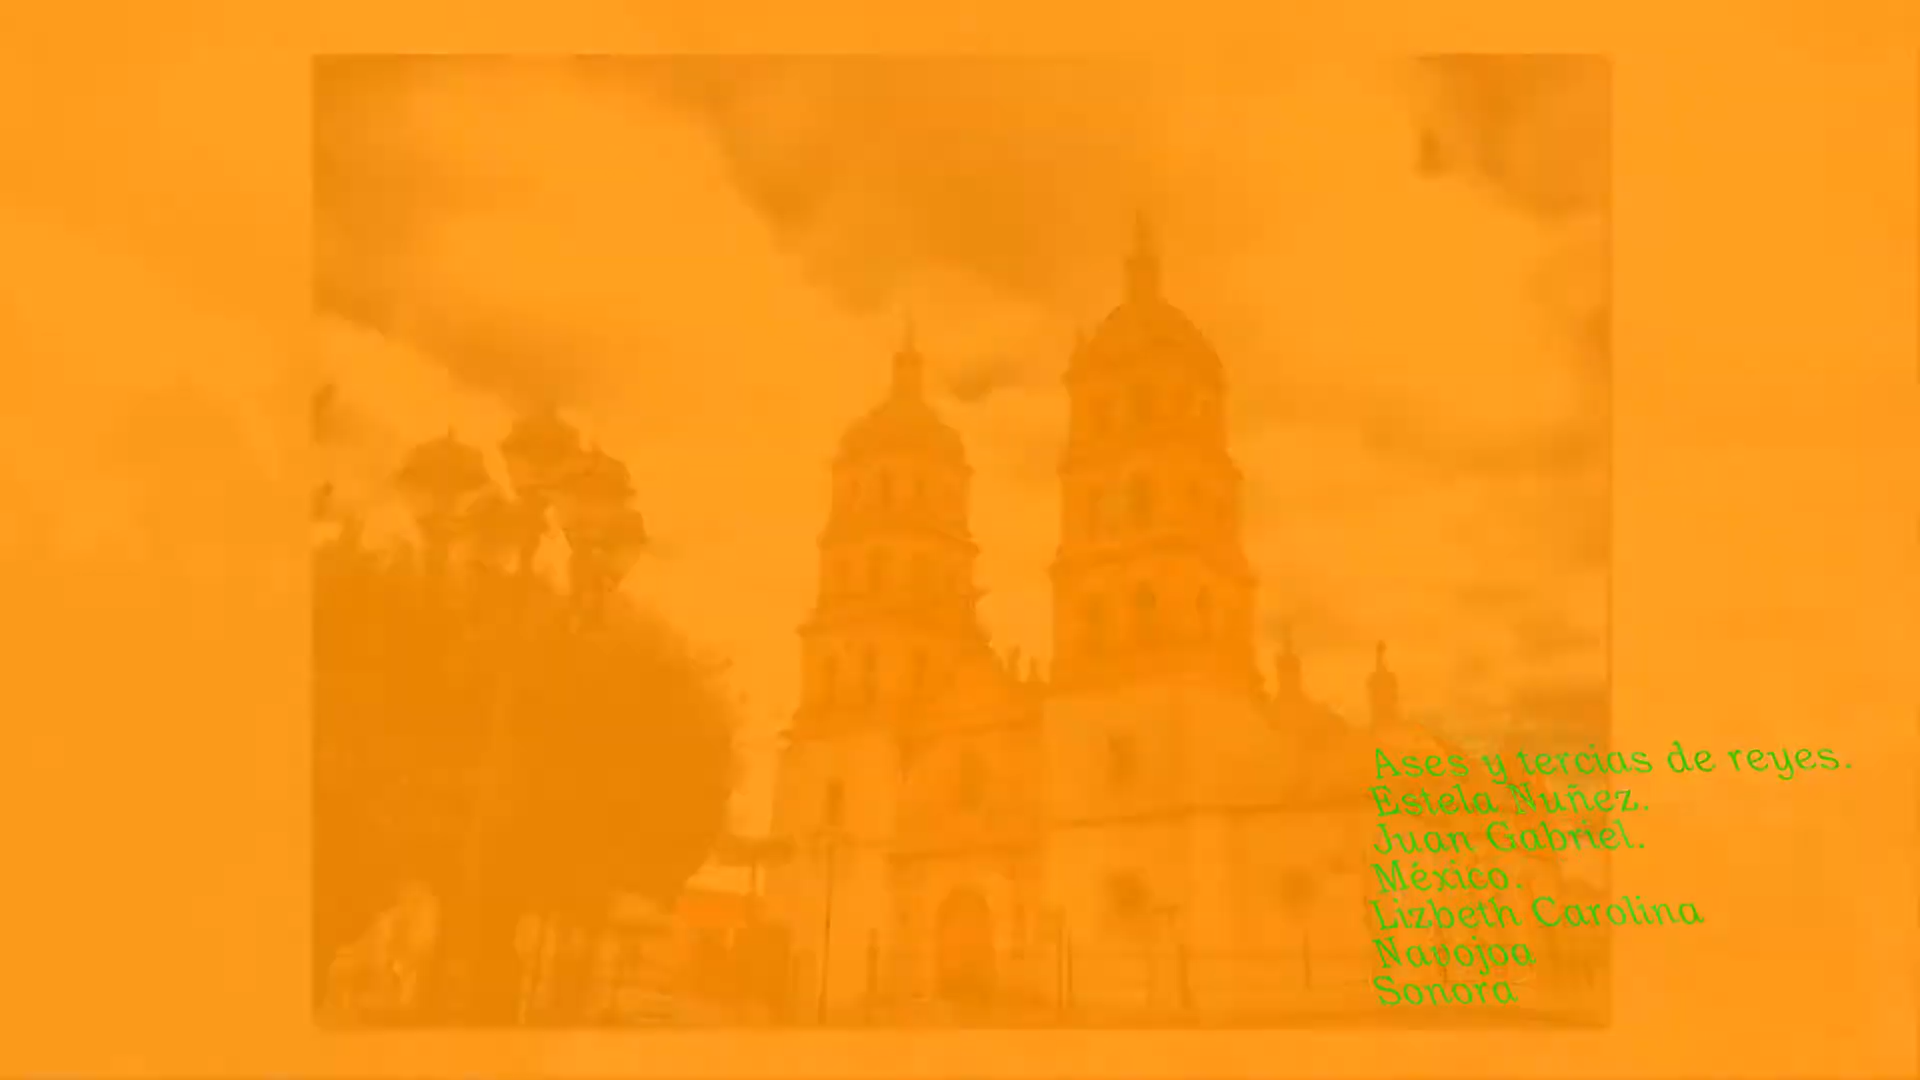 Ases y tercias de reyes.
Estela Nuñez.
Juan Gabriel.
México.
Lizbeth Carolina
Navojoa
Sonora